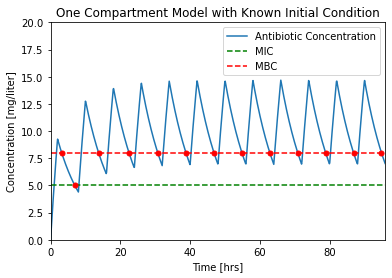 One Compartment Model with Known Initial Condition
Antibiotic Concentration
MIC
MBC
Concentration [mg/liter]
20.0
17.5
15.0
12.5
10.0
7.5
5.0
2.5
0.0
0 20 40 60 80
Time [hrs]